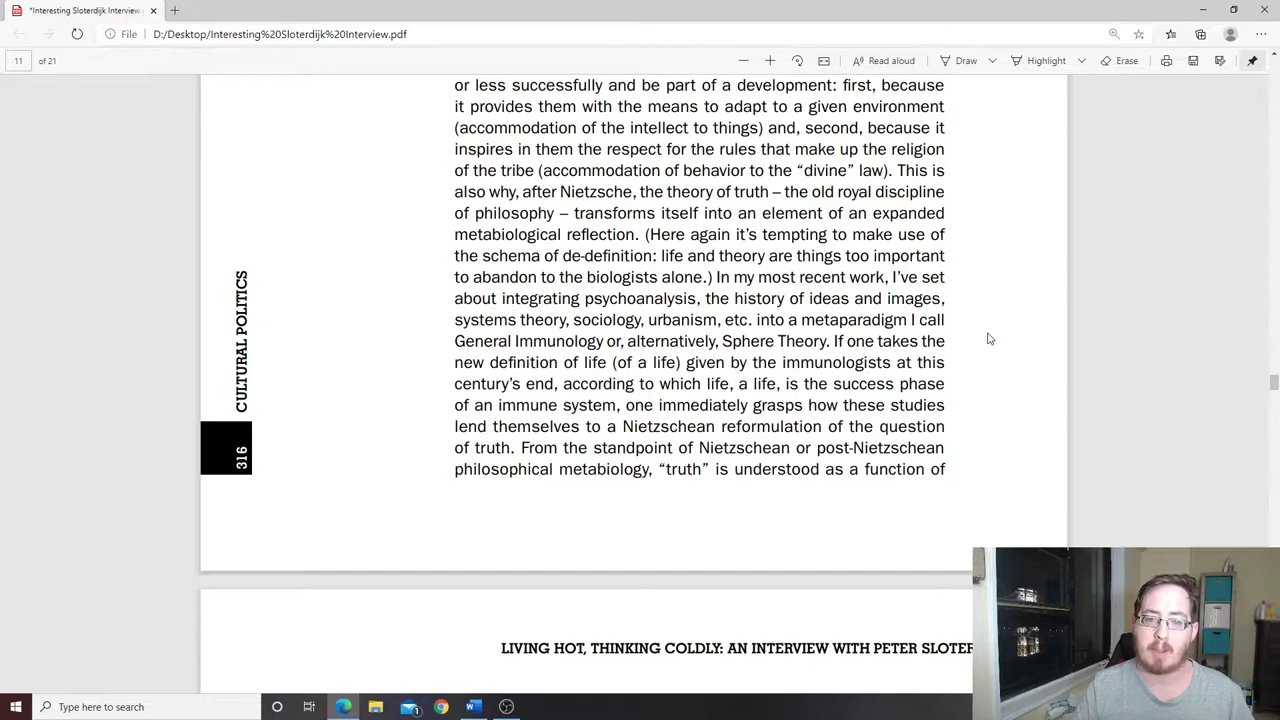 *Interesting Sloterdijk Interview.
File
D:/Desktop/Interesting%20Sloterdijk%20Interview.pdf
11 of 21
Read aloud
Draw
Highlight
Erase
or less successfully and be part of a development: first, because
it provides them with the means to adapt to a given environment
(accommodation of the intellect to things) and, second, because it
inspires in them the respect for the rules that make up the religion
of the tribe (accommodation of behavior to the “divine” law). This is
also why, after Nietzsche, the theory of truth – the old royal discipline
of philosophy – transforms itself into an element of an expanded
metabiological reflection. (Here again it’s tempting to make use of
the schema of de-definition: life and theory are things too important
to abandon to the biologists alone.) In my most recent work, I’ve set
about integrating psychoanalysis, the history of ideas and images,
systems theory, sociology, urbanism, etc. into a metaparadigm I call
General Immunology or, alternatively, Sphere Theory. If one takes the
new definition of life (of a life) given by the immunologists at this
century’s end, according to which life, a life, is the success phase
of an immune system, one immediately grasps how these studies
lend themselves to a Nietzschean reformulation of the question
of truth. From the standpoint of Nietzschean or post-Nietzschean
philosophical metabiology, “truth” is understood as a function of
CULTURAL POLITICS
316
LIVING HOT, THINKING COLDLY: AN INTERVIEW WITH PETER SLOTER
Type here to search
1